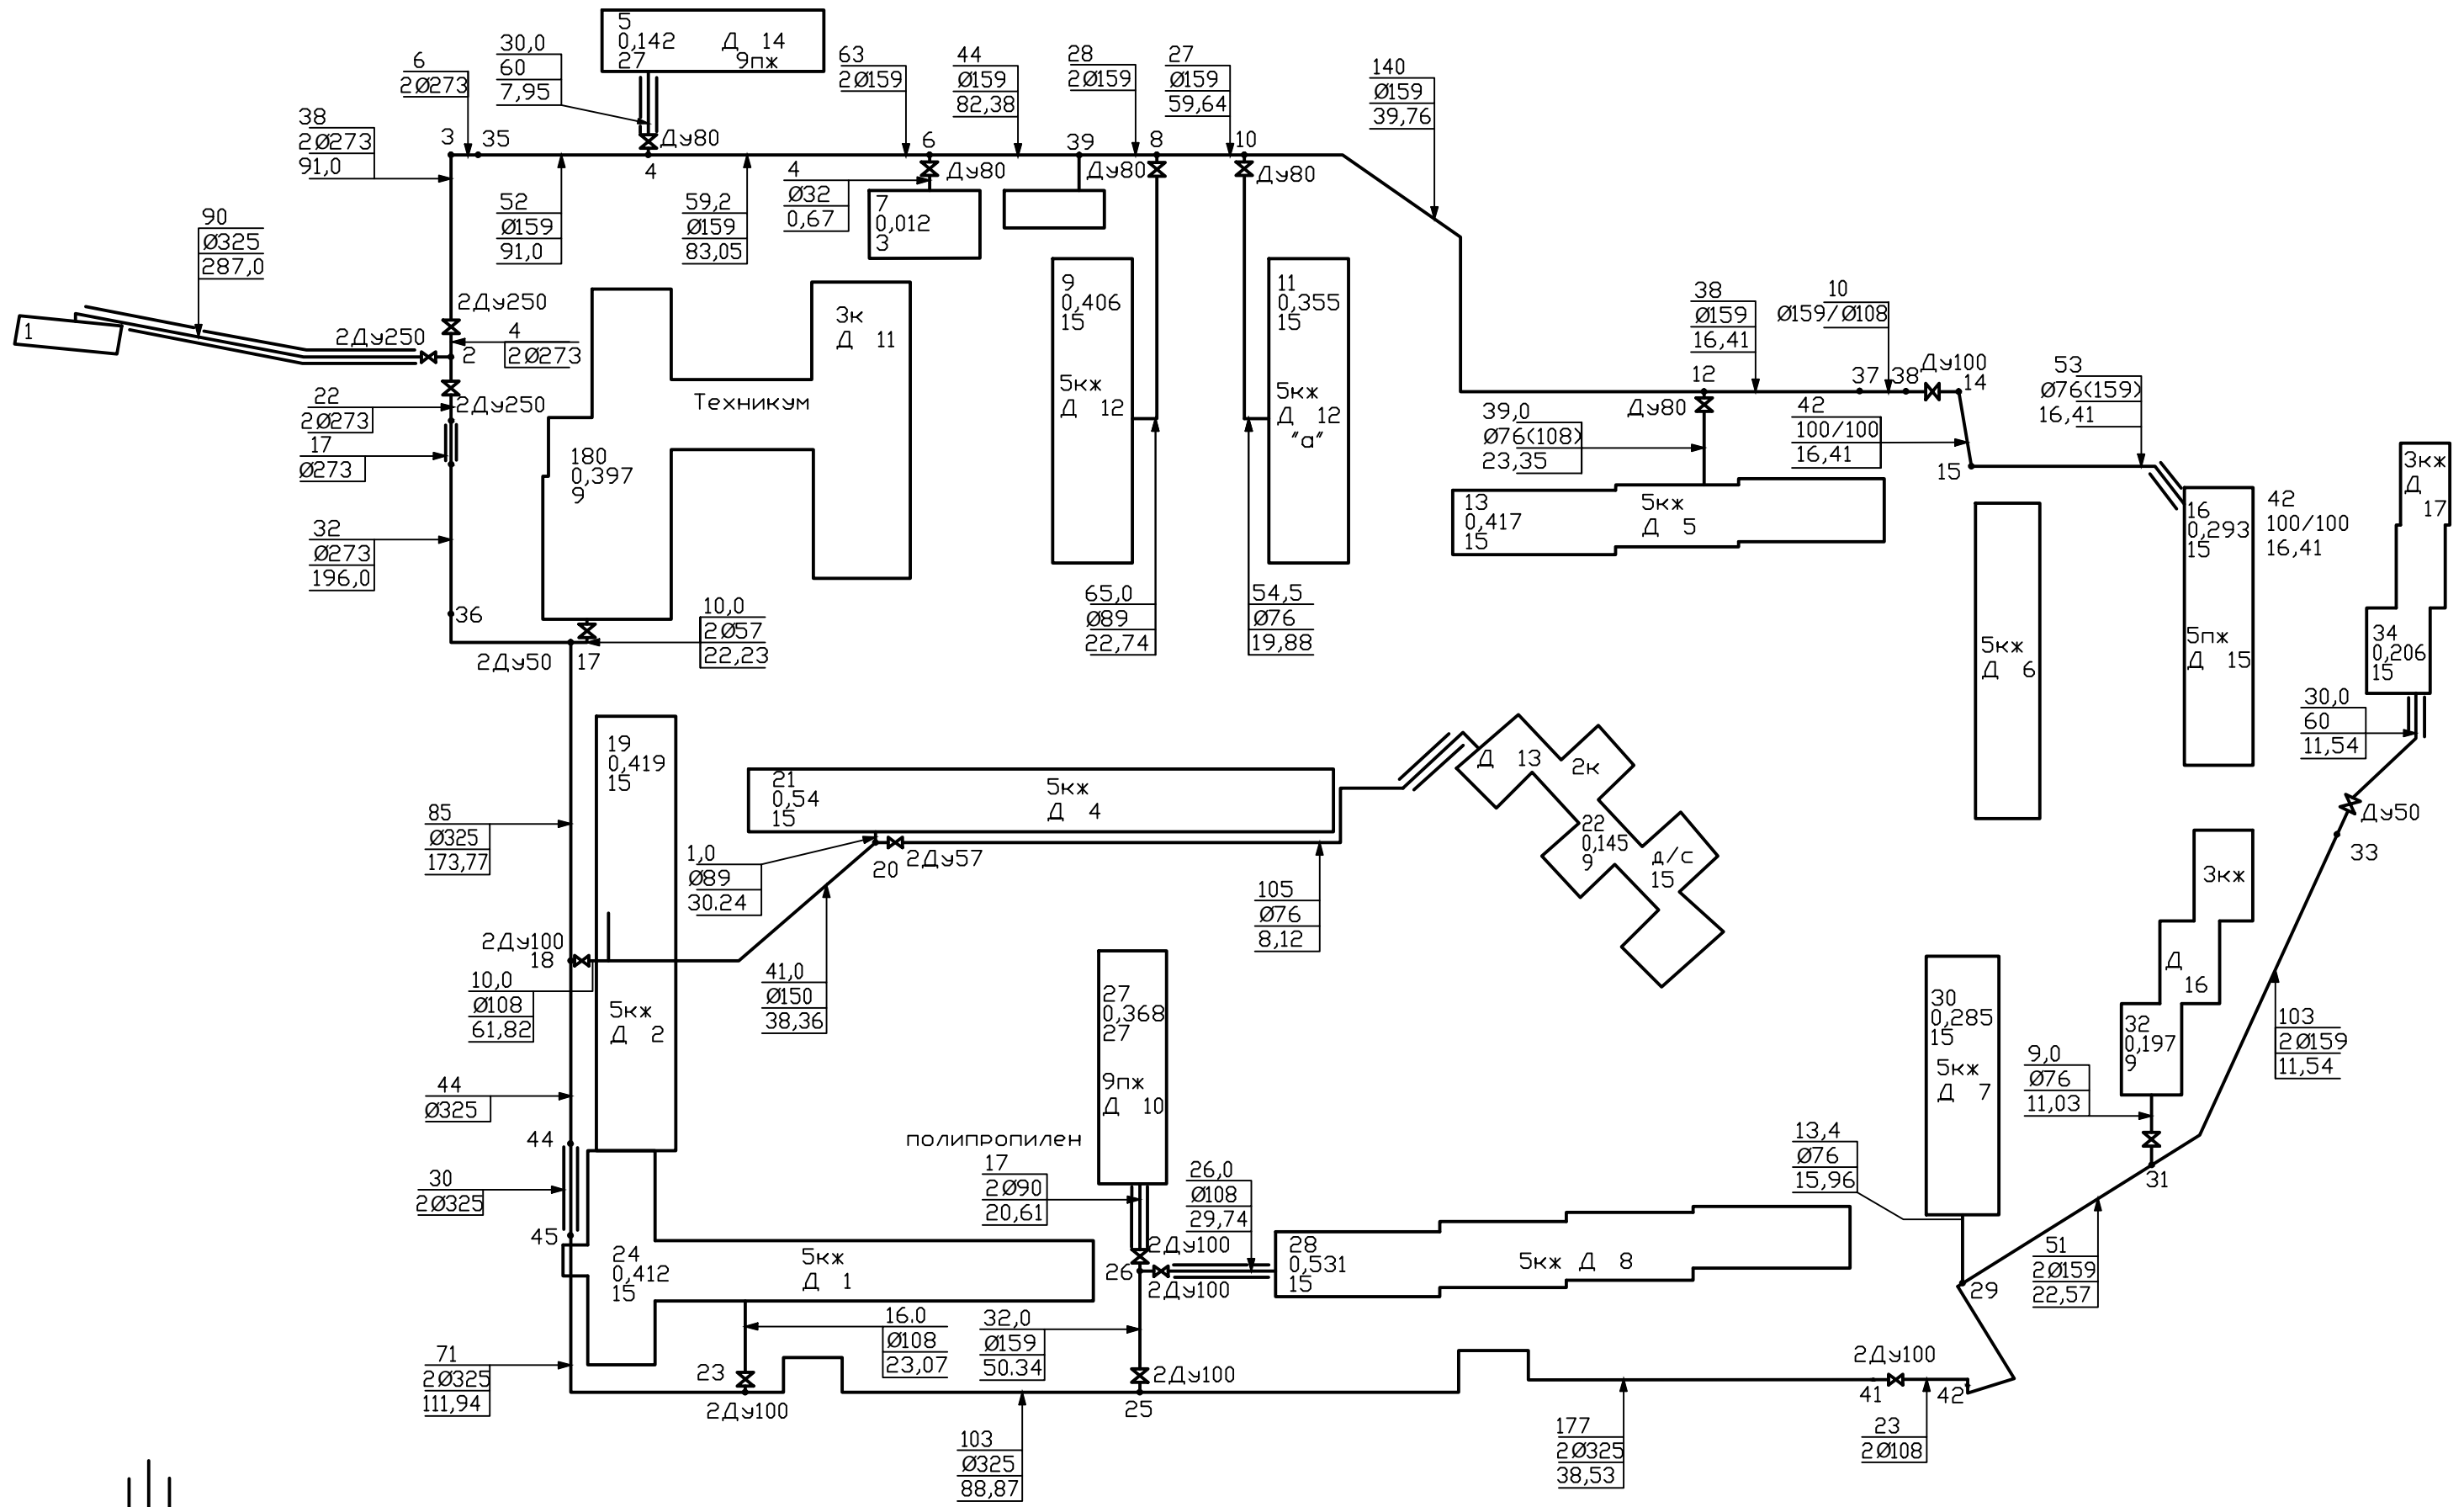 5
0,142 Д 14
27 9пж
30,0
60
7,95
6
2Ø273
38
2Ø273
91,0
3
35
Ду80
4
63
2Ø159
44
Ø159
82,38
28
2Ø159
27
Ø159
59,64
140
Ø159
39,76
6
39
8
10
Ду80
Ду80
Ду80
4
Ø32
0,67
7
0,012
3
52
Ø159
91,0
59,2
Ø159
83,05
90
Ø325
287,0
1
2Ду250
2Ду250
4
2Ø273
2
2Ду250
22
2Ø273
17
Ø273
32
Ø273
196,0
36
3к
Д 11
Техникум
180
0,397
9
10,0
2Ø57
22,23
2Ду50
17
9
0,406
15
5кж
Д 12
11
0,355
15
5кж
Д 12
"а"
65,0
Ø89
22,74
54,5
Ø76
19,88
38
Ø159
16,41
10
Ø159/Ø108
12
37
38
Ду100
14
Ду80
39,0
Ø76(108)
23,35
42
100/100
16,41
53
Ø76(159)
16,41
15
13
0,417
15
5кж
Д 5
16
0,293
15
5пж
Д 15
42
100/100
16,41
3кж
Д
17
34
0,206
15
5кж
Д 6
30,0
60
11,54
Ду50
33
19
0,419
15
5кж
Д 2
85
Ø325
173,77
21
0,54
15
5кж
Д 4
1,0
Ø89
30.24
20
2Ду57
Д 13
2к
22
0,145
9
д/с
15
105
Ø76
8,12
2Ду100
18
10,0
Ø108
61,82
41,0
Ø150
38,36
44
Ø325
44
30
2Ø325
45
24
0,412
15
5кж
Д 1
71
2Ø325
111,94
23
2Ду100
16.0
Ø108
23,07
27
0,368
27
9пж
Д 10
полипропилен
17
2Ø90
20,61
26,0
Ø108
29,74
2Ду100
26
2Ду100
28
0,531
15
5кж Д 8
32,0
Ø159
50.34
2Ду100
25
103
Ø325
88,87
177
2Ø325
38,53
2Ду100
41
42
23
2Ø108
30
0,285
15
5кж
Д 7
13,4
Ø76
15,96
29
51
2Ø159
22,57
3кж
Д
16
32
0,197
9
9,0
Ø76
11,03
31
103
2Ø159
11,54